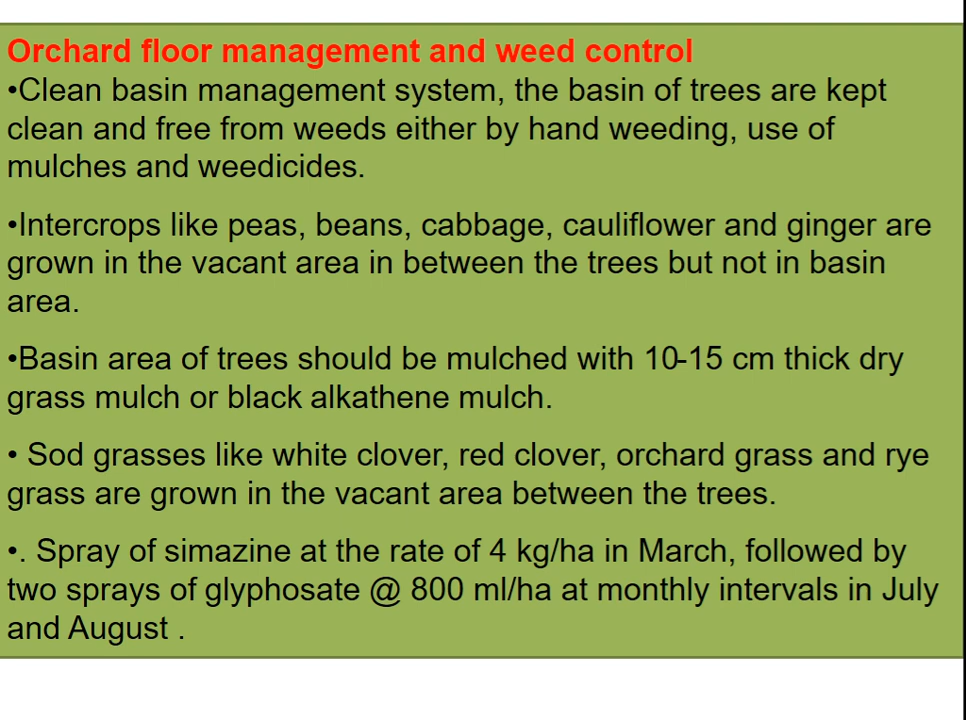 Orchard floor management and weed control
•Clean basin management system, the basin of trees are kept
clean and free from weeds either by hand weeding, use of
mulches and weedicides.
•Intercrops like peas, beans, cabbage, cauliflower and ginger are
grown in the vacant area in between the trees but not in basin
area.
•Basin area of trees should be mulched with 10-15 cm thick dry
grass mulch or black alkathene mulch.
• Sod grasses like white clover, red clover, orchard grass and rye
grass are grown in the vacant area between the trees.
•. Spray of simazine at the rate of 4 kg/ha in March, followed by
two sprays of glyphosate @ 800 ml/ha at monthly intervals in July
and August .